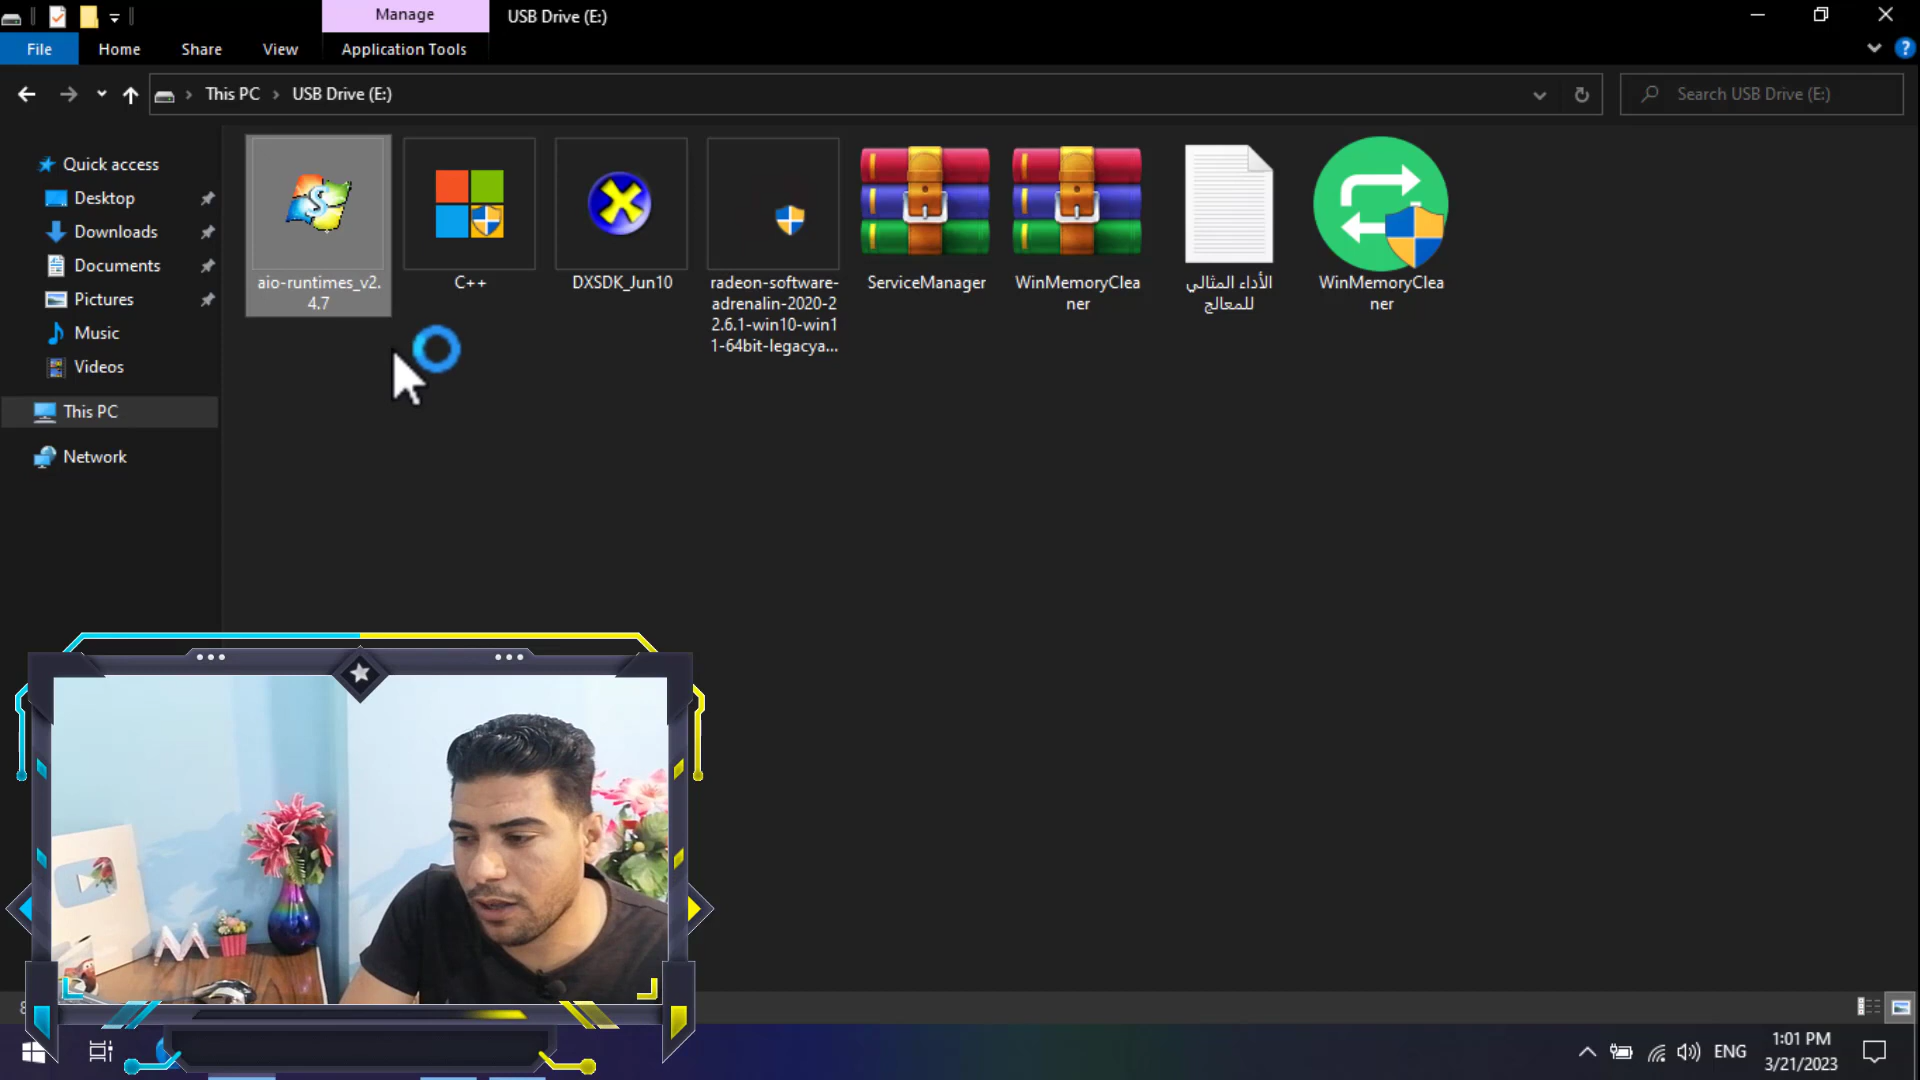 Manage
USB Drive (E:)
File
Home
Share
View
Application Tools
This PC
USB Drive (E:)
Search USB Drive (E:)
Quick access
Desktop
Downloads
Documents
Pictures
Music
Videos
This PC
Network
aio-runtimes_v2.
4.7
C++
DXSDK_Jun10
radeon-software-
adrenalin-2020-2
2.6.1-win10-win1
1-64bit-legacya...
ServiceManager
WinMemoryClea
ner
الأداء المثالي
للمعالج
WinMemoryClea
ner
ENG
1:01 PM
3/21/2023